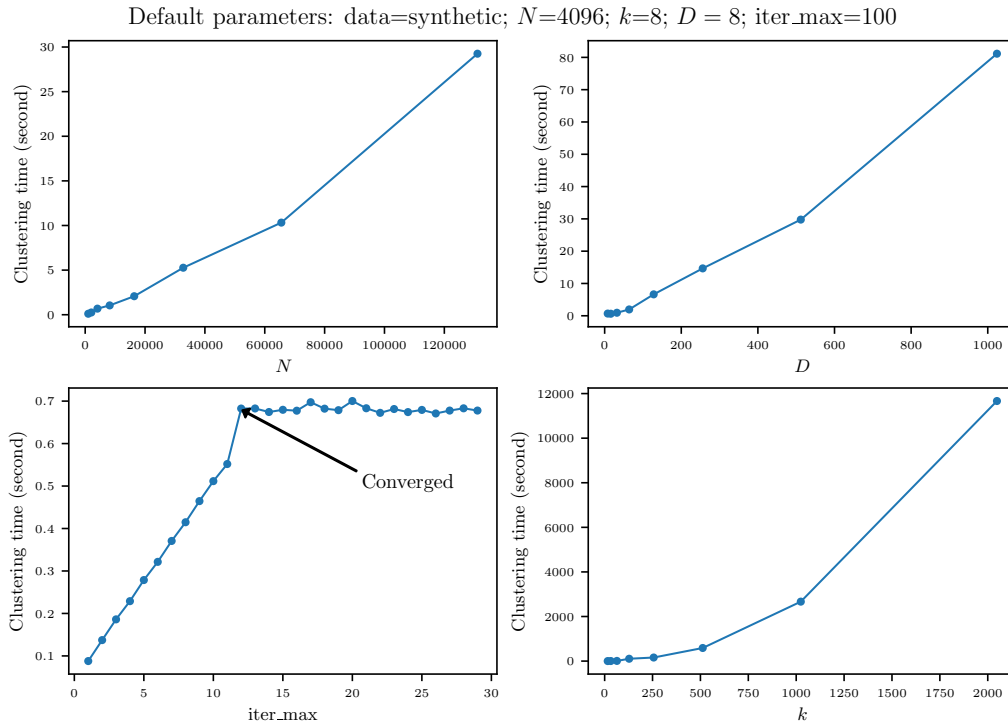 Default parameters: data=synthetic; N=4096; k=8; D = 8; iter_max=100
Clustering time (second)
30
25
20
15
10
5
0
0 20000 40000 60000 80000 100000 120000
N
Clustering time (second)
80
70
60
50
40
30
20
10
0
0 200 400 600 800 1000
D
Clustering time (second)
0.7
0.6
0.5
0.4
0.3
0.2
0.1
Converged
0 5 10 15 20 25 30
iter_max
Clustering time (second)
12000
10000
8000
6000
4000
2000
0
0 250 500 750 1000 1250 1500 1750 2000
k